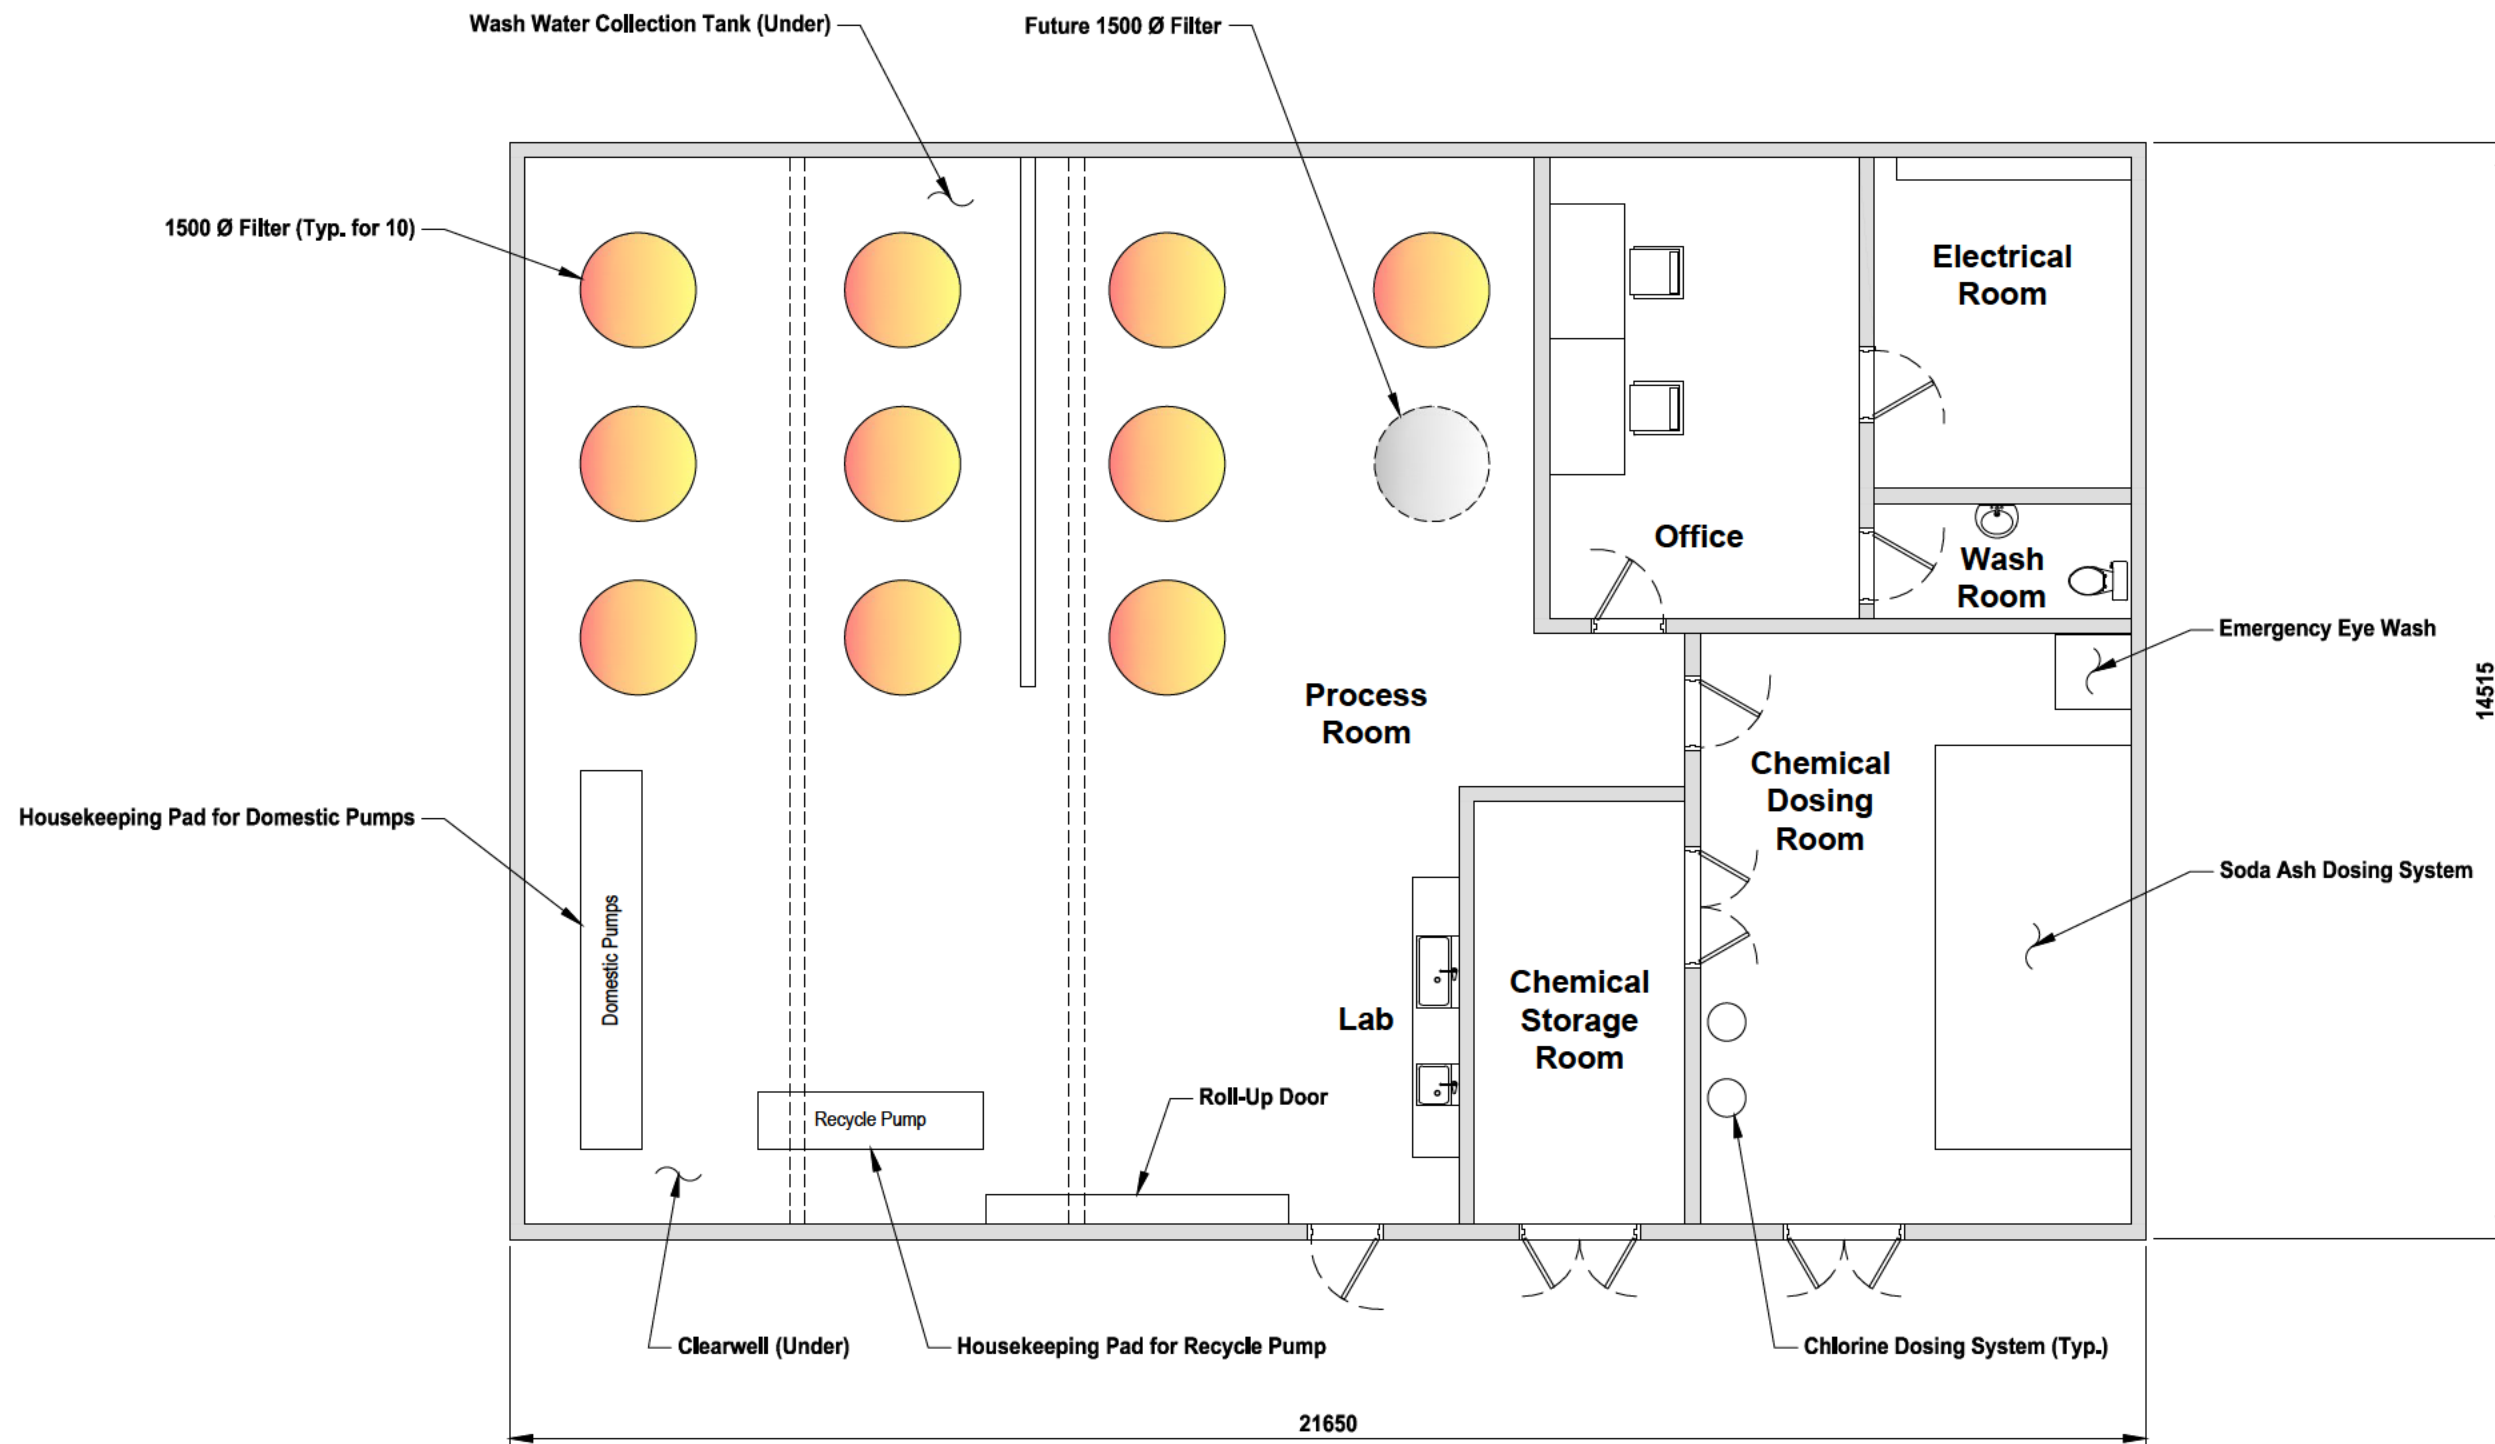 Wash Water Collection Tank (Under)
Future 1500 Ø Filter
1500 Ø Filter (Typ. for 10)
Electrical
Room
Office
Wash
Room
Emergency Eye Wash
14515
Process
Room
Chemical
Dosing
Room
Housekeeping Pad for Domestic Pumps
Soda Ash Dosing System
Domestic Pumps
Chemical
Storage
Room
Lab
Roll-Up Door
Recycle Pump
Clearwell (Under)
Housekeeping Pad for Recycle Pump
Chlorine Dosing System (Typ.)
21650